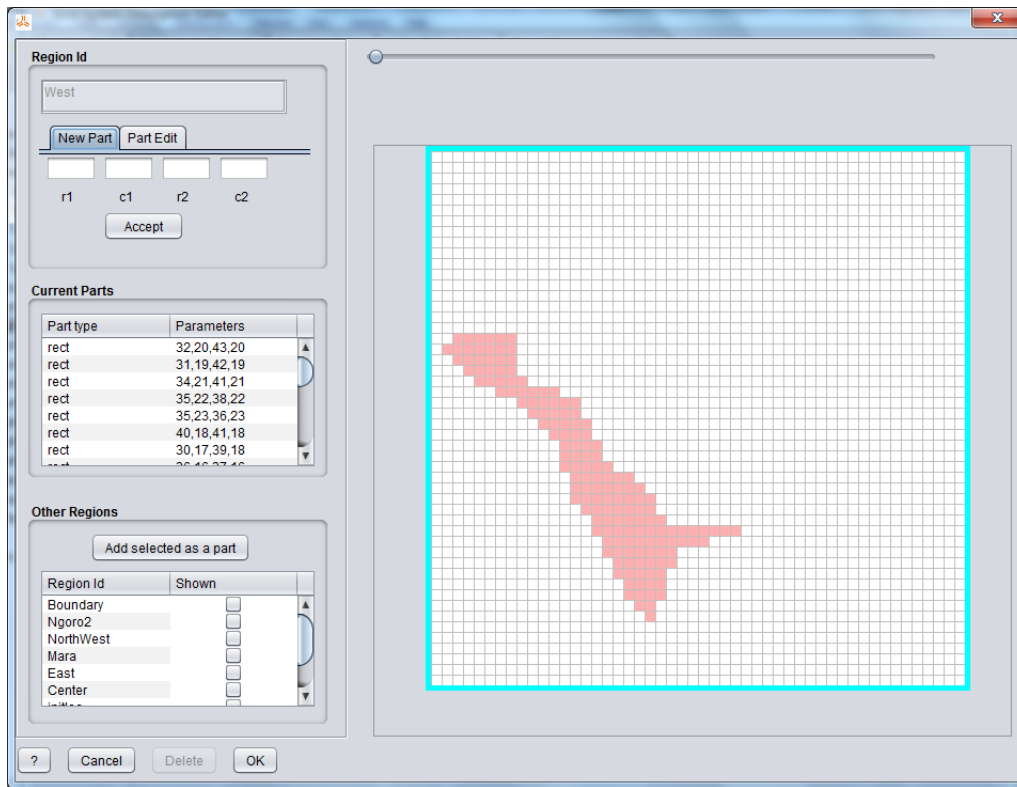 Region Id
West
New Part Part Edit
r1 c1 r2 c2
Accept
Current Parts
Part type Parameters
rect 32,20,43,20
rect 31,19,42,19
rect 34,21,41,21
rect 35,22,38,22
rect 35,23,36,23
rect 40,18,41,18
rect 30,17,39,18
Other Regions
Add selected as a part
Region Id Shown
Boundary
Ngoro2
NorthWest
Mara
East
Center
? Cancel Delete OK